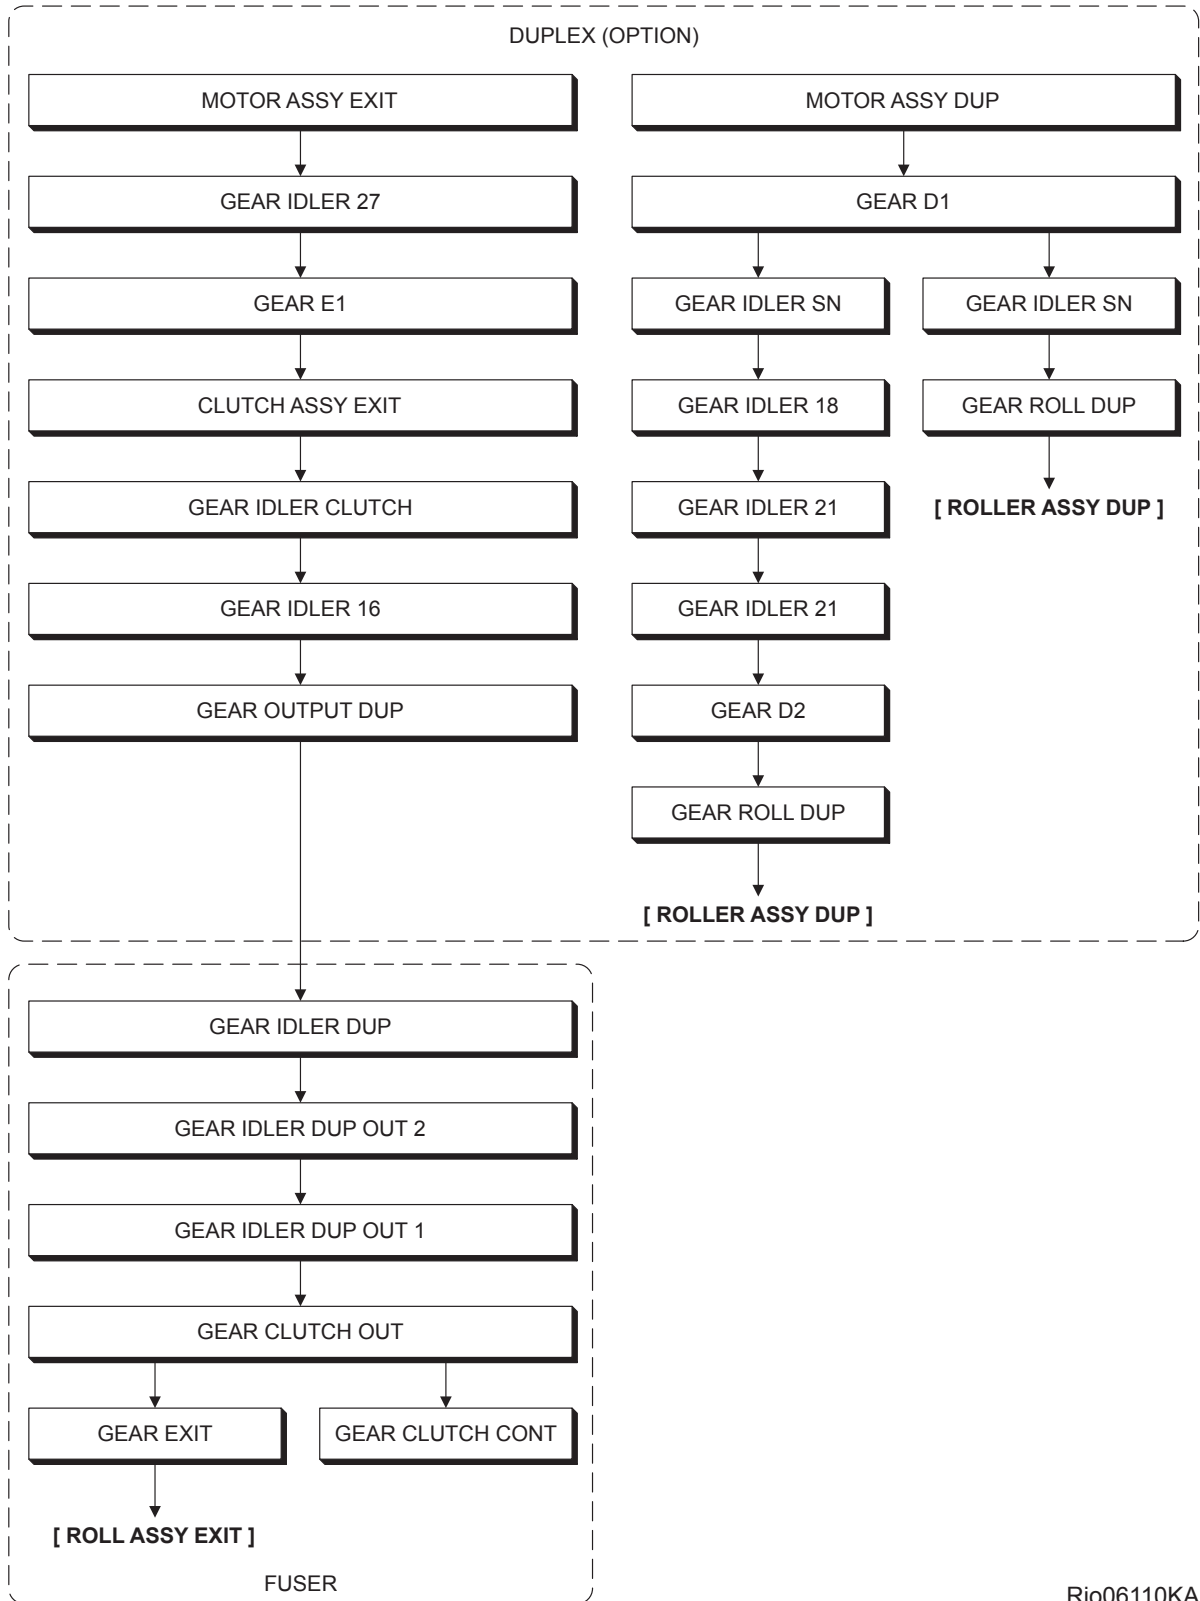 DUPLEX (OPTION)
MOTOR ASSY EXIT
GEAR IDLER 27
GEAR E1
CLUTCH ASSY EXIT
GEAR IDLER CLUTCH
GEAR IDLER 16
GEAR OUTPUT DUP
MOTOR ASSY DUP
GEAR D1
GEAR IDLER SN
GEAR IDLER 18
GEAR IDLER 21
GEAR IDLER 21
GEAR D2
GEAR ROLL DUP
[ ROLLER ASSY DUP ]
GEAR IDLER SN
GEAR ROLL DUP
[ ROLLER ASSY DUP ]
GEAR IDLER DUP
GEAR IDLER DUP OUT 2
GEAR IDLER DUP OUT 1
GEAR CLUTCH OUT
GEAR EXIT
GEAR CLUTCH CONT
[ ROLL ASSY EXIT ]
FUSER
Rio06110KA